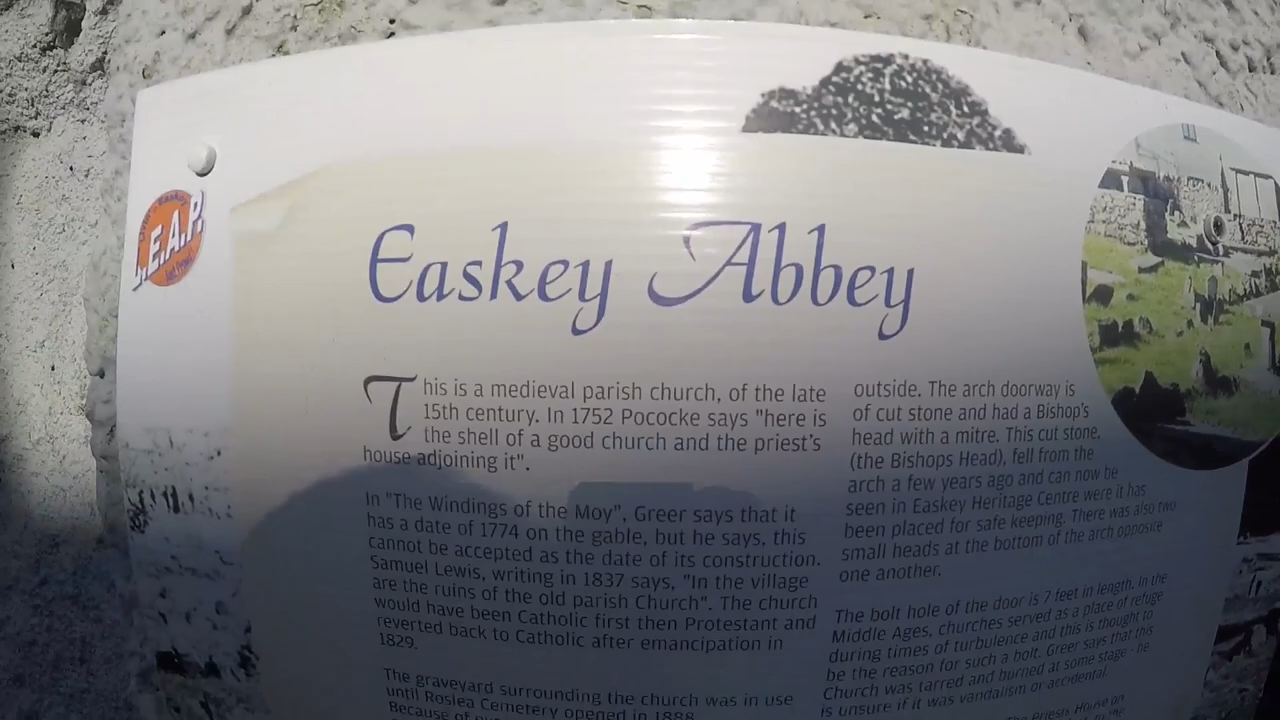 L.E.A.P.
Easkey Abbey
This is a medieval parish church, of the late
15th century. In 1752 Pococke says "here is
the shell of a good church and the priest's
house adjoining it".
In "The Windings of the Moy", Greer says that it
has a date of 1774 on the gable, but he says, this
cannot be accepted as the date of its construction.
Samuel Lewis, writing in 1837 says, "In the village
are the ruins of the old parish Church". The church
would have been Catholic first then Protestant and
reverted back to Catholic after emancipation in
1829.
The graveyard surrounding the church was in use
until Roslea Cemetery opened in 1888.
Because of
outside. The arch doorway is
of cut stone and had a Bishop's
head with a mitre. This cut stone,
(the Bishops Head), fell from the
arch a few years ago and can now be
seen in Easkey Heritage Centre were it has
been placed for safe keeping. There was also two
small heads at the bottom of the arch opposite
one another.
The bolt hole of the door is 7 feet in length. In the
Middle Ages, churches served as a place of refuge
during times of turbulence and this is thought to
be the reason for such a bolt. Greer says that this
Church was tarred and burned at some stage - he
is unsure if it was vandalism or accidental.
The Priests House on